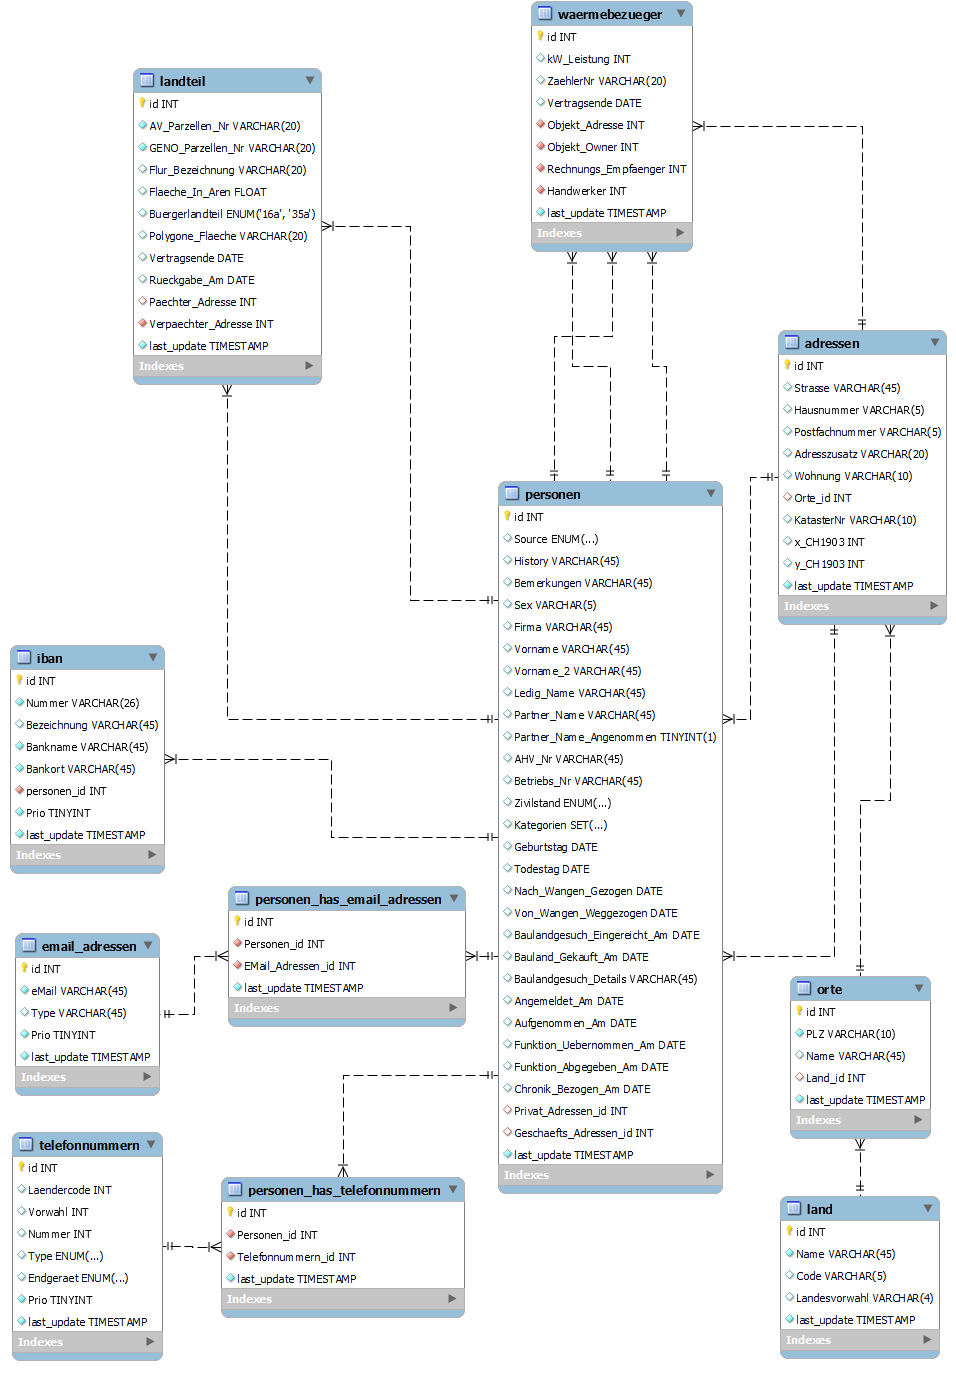 waermebezueger
id INT
kW_Leistung INT
ZaehlerNr VARCHAR(20)
Vertragsende DATE
Objekt_Adresse INT
Objekt_Owner INT
Rechnungs_Empfaenger INT
Handwerker INT
last_update TIMESTAMP
Indexes
landteil
id INT
AV_Parzellen_Nr VARCHAR(20)
GENO_Parzellen_Nr VARCHAR(20)
Flur_Bezeichnung VARCHAR(20)
Flaeche_In_Aren FLOAT
Buergerlandteil ENUM('16a', '35a')
Polygone_Flaeche VARCHAR(20)
Vertragsende DATE
Rueckgabe_Am DATE
Paechter_Adresse INT
Verpaechter_Adresse INT
last_update TIMESTAMP
Indexes
adressen
id INT
Strasse VARCHAR(45)
Hausnummer VARCHAR(5)
Postfachnummer VARCHAR(5)
Adresszusatz VARCHAR(20)
Wohnung VARCHAR(10)
Orte_id INT
KatasterNr VARCHAR(10)
x_CH1903 INT
y_CH1903 INT
last_update TIMESTAMP
Indexes
personen
id INT
Source ENUM(...)
History VARCHAR(45)
Bemerkungen VARCHAR(45)
Sex VARCHAR(5)
Firma VARCHAR(45)
Vorname VARCHAR(45)
Vorname_2 VARCHAR(45)
Ledig_Name VARCHAR(45)
Partner_Name VARCHAR(45)
Partner_Name_Angenommen TINYINT(1)
AHV_Nr VARCHAR(45)
Betriebs_Nr VARCHAR(45)
Zivilstand ENUM(...)
Kategorien SET(...)
Geburtstag DATE
Todestag DATE
Nach_Wangen_Gezogen DATE
Von_Wangen_Weggezogen DATE
Baulandgesuch_Eingereicht_Am DATE
Bauland_Gekauft_Am DATE
Baulandgesuch_Details VARCHAR(45)
Angemeldet_Am DATE
Aufgenommen_Am DATE
Funktion_Uebernommen_Am DATE
Funktion_Abgegeben_Am DATE
Chronik_Bezogen_Am DATE
Privat_Adressen_id INT
Geschaefts_Adressen_id INT
last_update TIMESTAMP
Indexes
iban
id INT
Nummer VARCHAR(26)
Bezeichnung VARCHAR(45)
Bankname VARCHAR(45)
Bankort VARCHAR(45)
personen_id INT
Prio TINYINT
last_update TIMESTAMP
Indexes
personen_has_email_adressen
id INT
Personen_id INT
EMail_Adressen_id INT
last_update TIMESTAMP
Indexes
email_adressen
id INT
eMail VARCHAR(45)
Type VARCHAR(45)
Prio TINYINT
last_update TIMESTAMP
Indexes
orte
id INT
PLZ VARCHAR(10)
Name VARCHAR(45)
Land_id INT
last_update TIMESTAMP
Indexes
telefonnummern
id INT
Laendercode INT
Vorwahl INT
Nummer INT
Type ENUM(...)
Endgeraet ENUM(...)
Prio TINYINT
last_update TIMESTAMP
Indexes
personen_has_telefonnummern
id INT
Personen_id INT
Telefonnummern_id INT
last_update TIMESTAMP
Indexes
land
id INT
Name VARCHAR(45)
Code VARCHAR(5)
Landesvorwahl VARCHAR(4)
last_update TIMESTAMP
Indexes